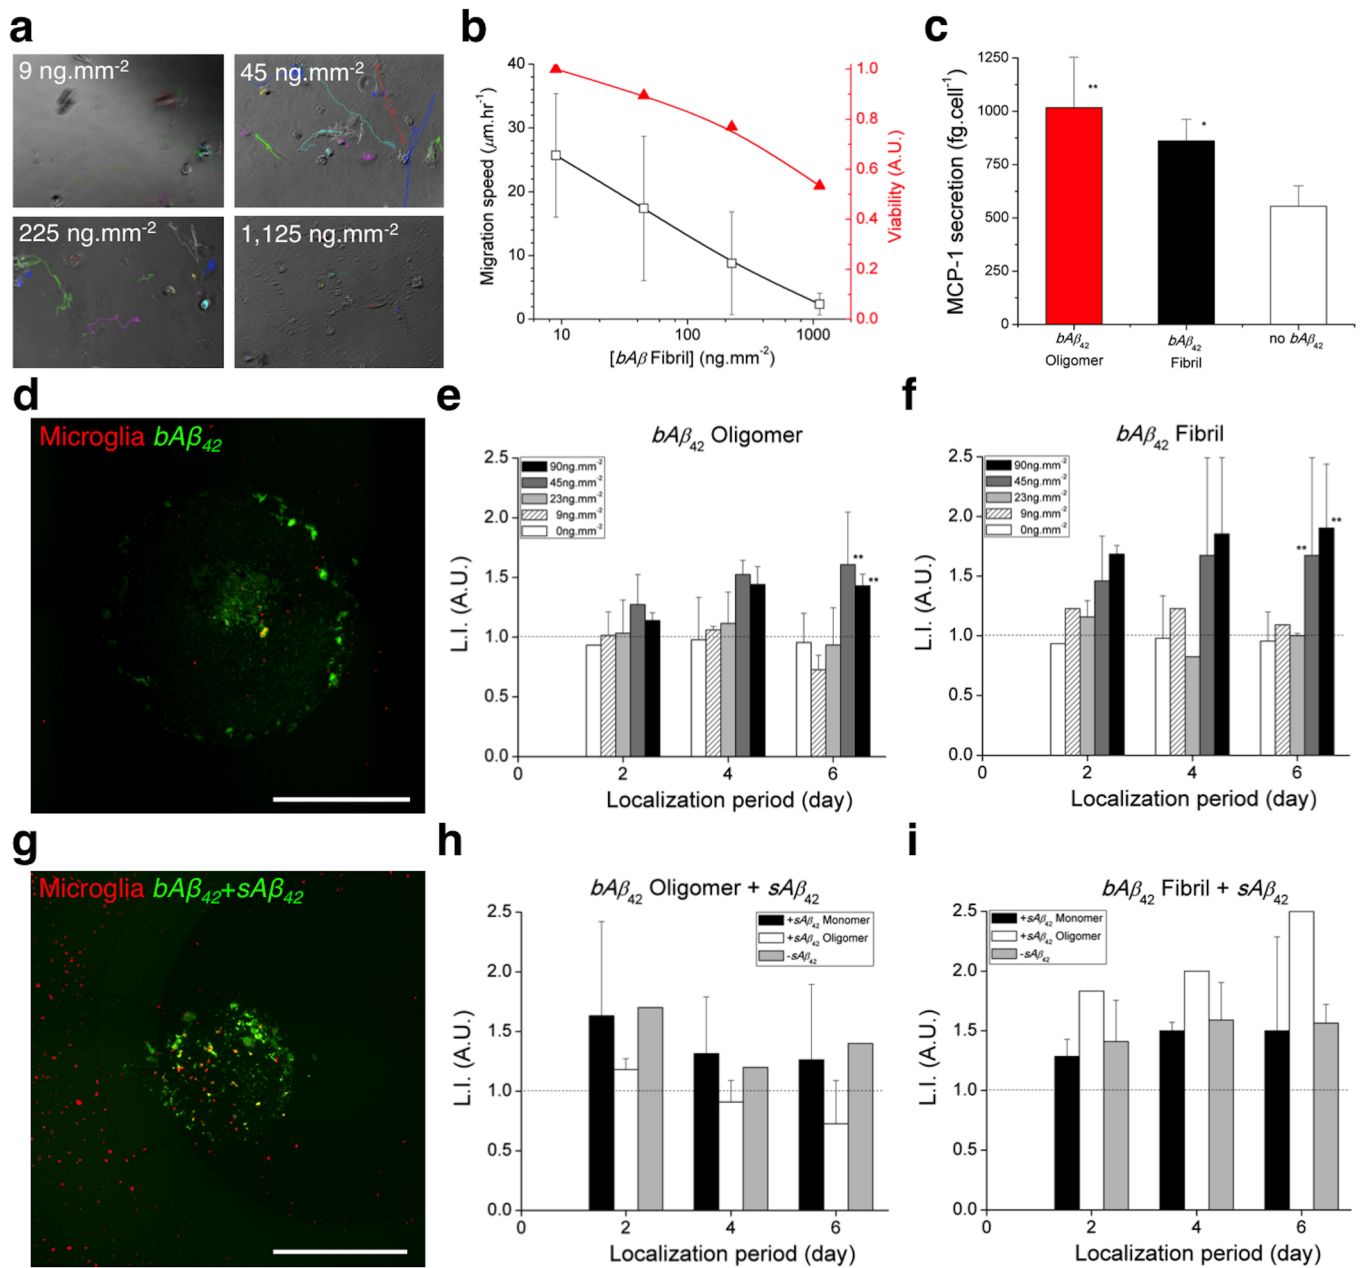 a
9 ng.mm-2
45 ng.mm-2
225 ng.mm-2
1,125 ng.mm-2
b
Migration speed (μm.hr-1)
40
30
20
10
0
10
100
1000
[bAβ Fibril] (ng.mm-2)
1.0
0.8
0.6
0.4
0.2
0.0
Viability (A.U.)
c
MCP-1 secretion (fg.cell-1)
1250
1000
750
500
250
0
**
*
bAβ42
Oligomer
bAβ42
Fibril
no bAβ42
d
Microglia bAβ42
e
bAβ42 Oligomer
L.I. (A.U.)
2.5
2.0
1.5
1.0
0.5
0.0
90ng.mm-2
45ng.mm-2
23ng.mm-2
9ng.mm-2
0ng.mm-2
**
**
0
2
4
6
Localization period (day)
f
bAβ42 Fibril
L.I. (A.U.)
2.5
2.0
1.5
1.0
0.5
0.0
90ng.mm-2
45ng.mm-2
23ng.mm-2
9ng.mm-2
0ng.mm-2
**
**
0
2
4
6
Localization period (day)
g
Microglia bAβ42+sAβ42
h
bAβ42 Oligomer + sAβ42
L.I. (A.U.)
2.5
2.0
1.5
1.0
0.5
0.0
+sAβ42 Monomer
+sAβ42 Oligomer
-sAβ42
0
2
4
6
Localization period (day)
i
bAβ42 Fibril + sAβ42
L.I. (A.U.)
2.5
2.0
1.5
1.0
0.5
0.0
+sAβ42 Monomer
+sAβ42 Oligomer
-sAβ42
0
2
4
6
Localization period (day)